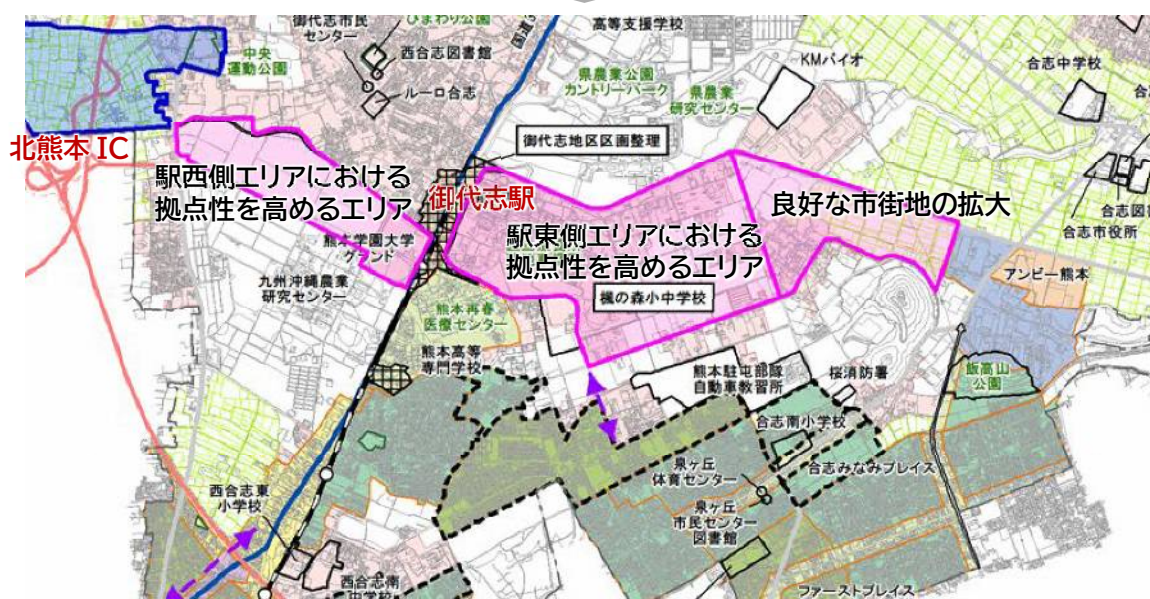 御代志市民
センター
ひまわり公園
西合志図書館
国道3
高等支援学校
中央
運動公園
ルーロ合志
県農業公園
カントリーパーク
県農業
研究センター
KMバイオ
合志中学校
合
北熊本 IC
御代志地区区画整理
駅西側エリアにおける
拠点性を高めるエリア
御代志駅
駅東側エリアにおける
拠点性を高めるエリア
良好な市街地の拡大
合志図
合志市役所
熊本学園大学
グランド
九州沖縄農業
研究センター
楓の森小中学校
アンビー熊本
熊本再春
医療センター
熊本高等
専門学校
熊本駐屯部隊
自動車教習所
桜消防署
飯高山
公園
合志南小学校
泉ヶ丘
体育センター
合志みなみプレイス
西合志東
小学校
泉ヶ丘
市民センター
図書館
西合志南
中学校
ファーストプレイス